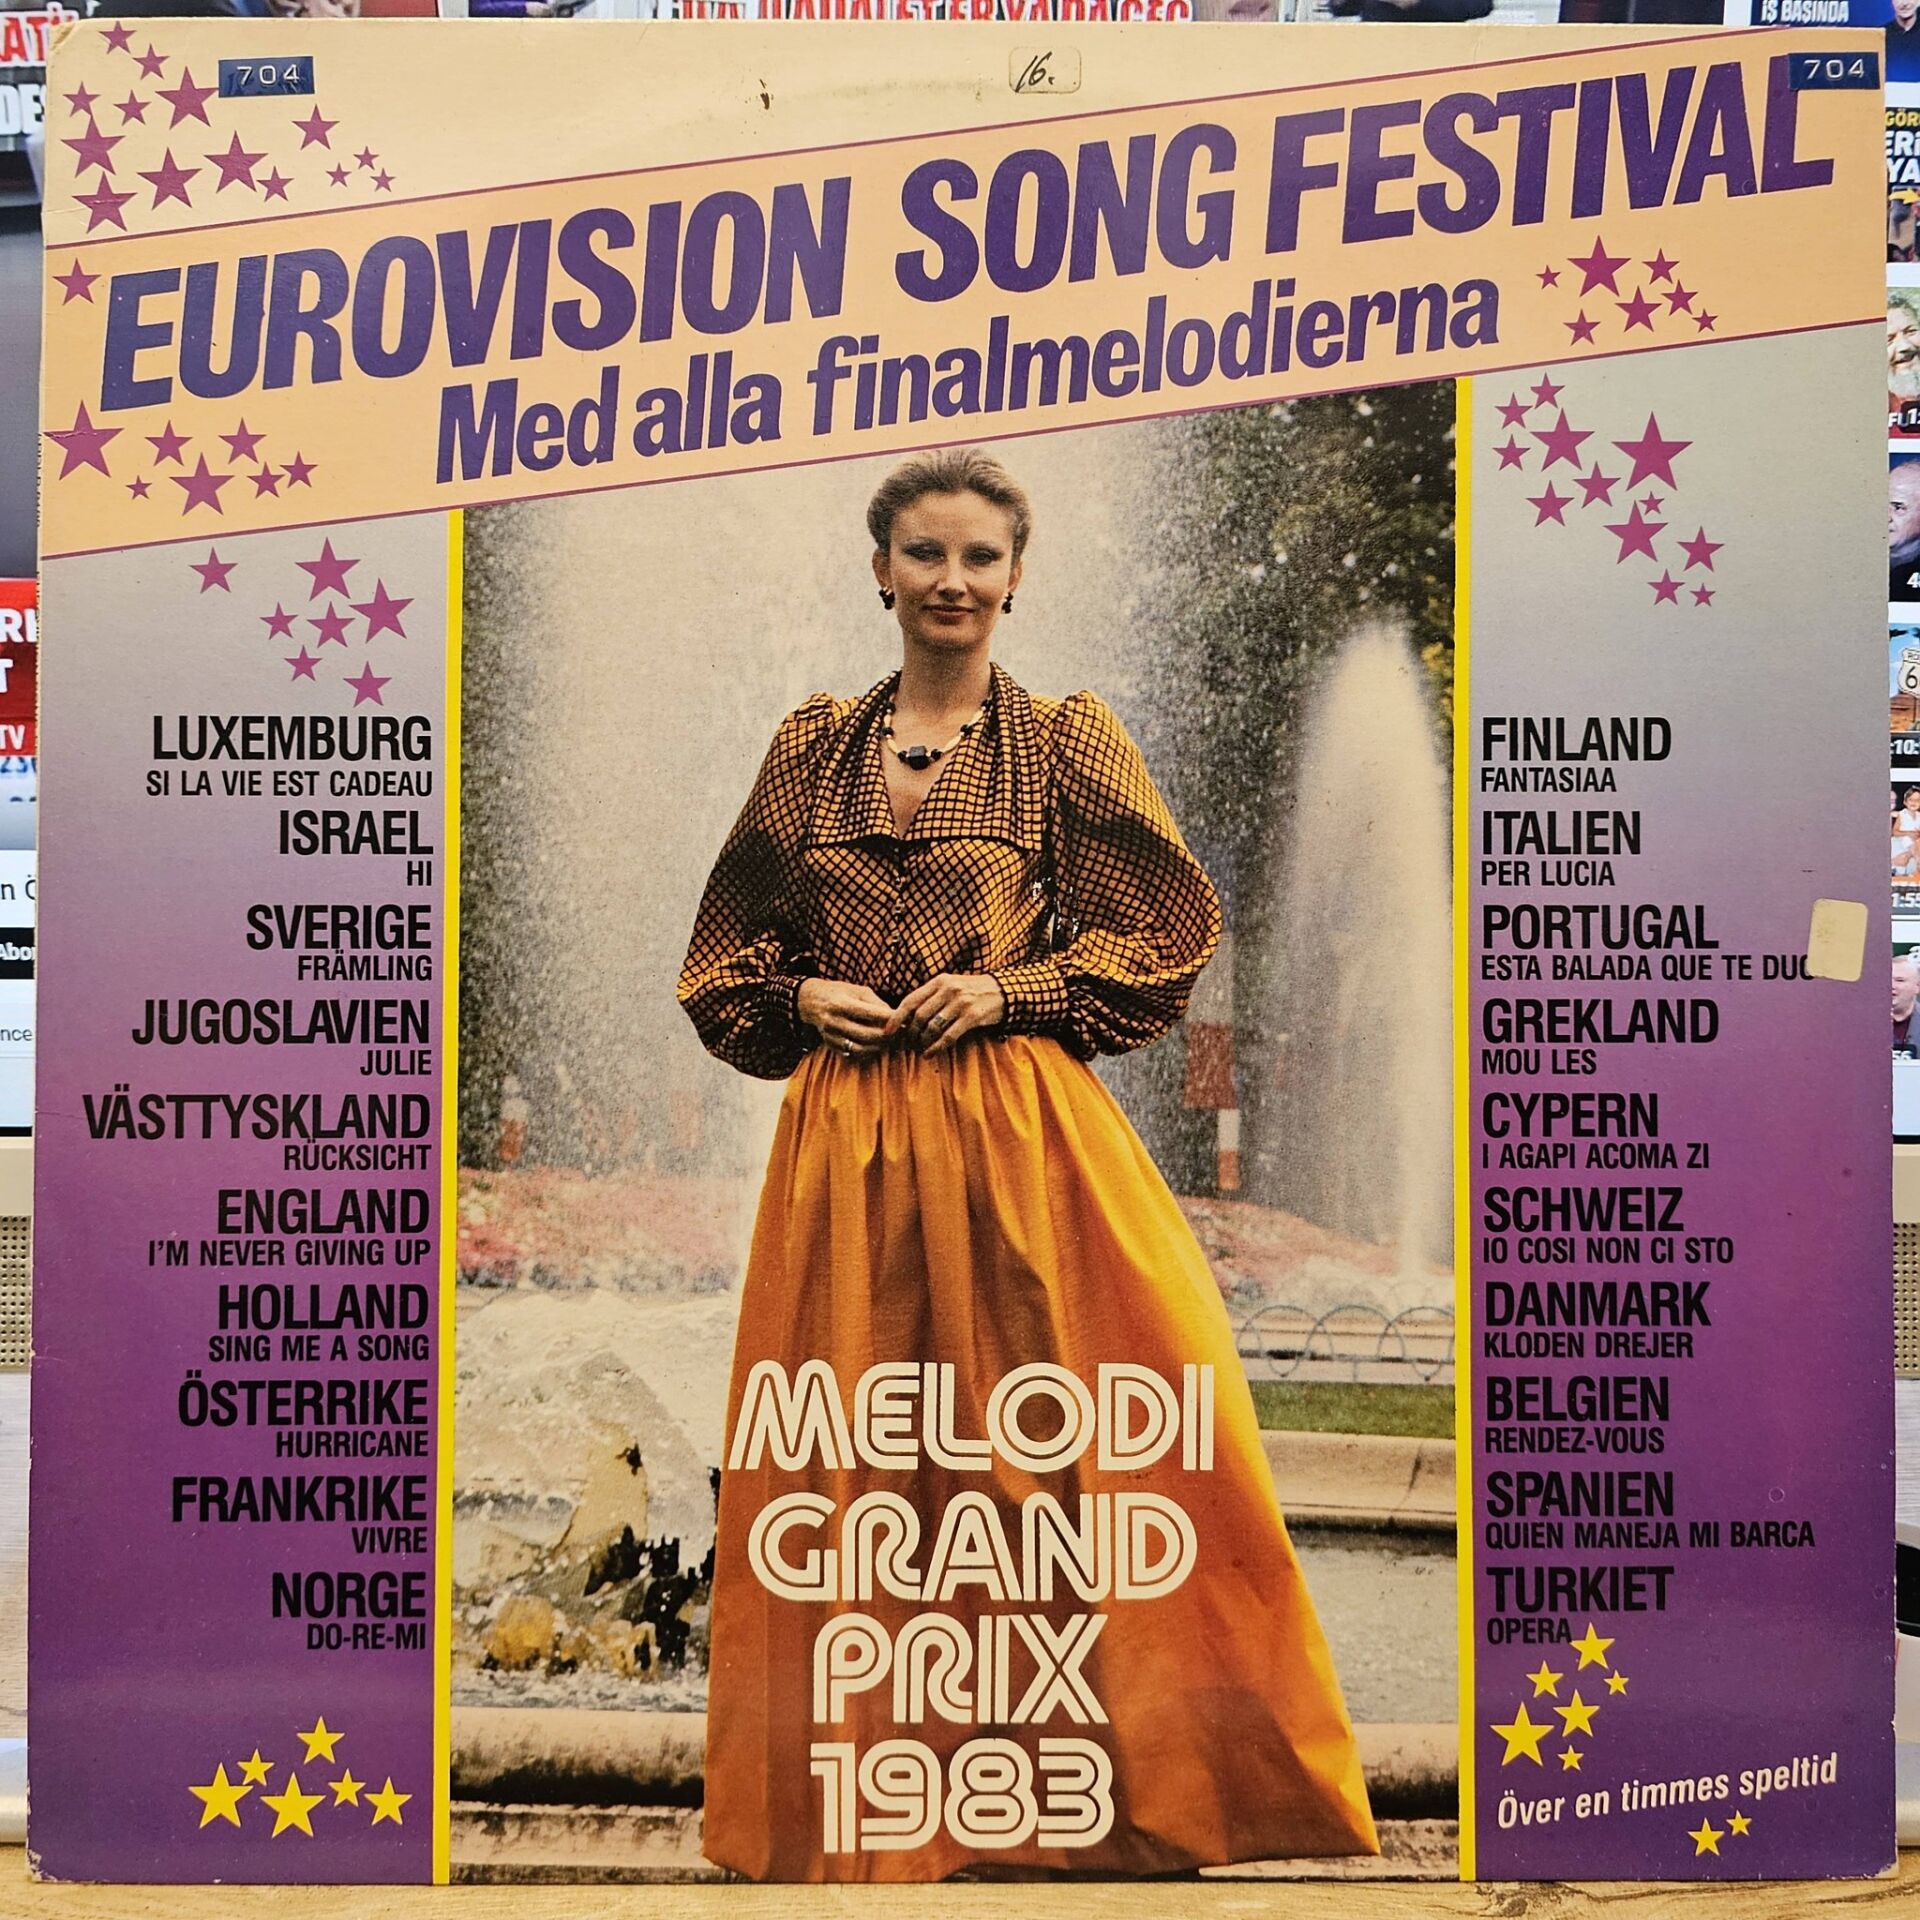 704
16.
704
EUROVISION SONG FESTIVAL
Med alla finalmelodierna
LUXEMBURG
SI LA VIE EST CADEAU
ISRAEL
HI
SVERIGE
FRÄMLING
JUGOSLAVIEN
JULIE
VÄSTTYSKLAND
RÜCKSICHT
ENGLAND
I'M NEVER GIVING UP
HOLLAND
SING ME A SONG
ÖSTERRIKE
HURRICANE
FRANKRIKE
VIVRE
NORGE
DO-RE-MI
FINLAND
FANTASIAA
ITALIEN
PER LUCIA
PORTUGAL
ESTA BALADA QUE TE
GREKLAND
MOU LES
CYPERN
I AGAPI ACOMA ZI
SCHWEIZ
IO COSI NON CI STO
DANMARK
KLODEN DREJER
BELGIEN
RENDEZ-VOUS
SPANIEN
QUIEN MANEJA MI BARCA
TURKIET
OPERA
MELODI
GRAND
PRIX
1983
Över en timmes speltid
İŞ BAŞINDA